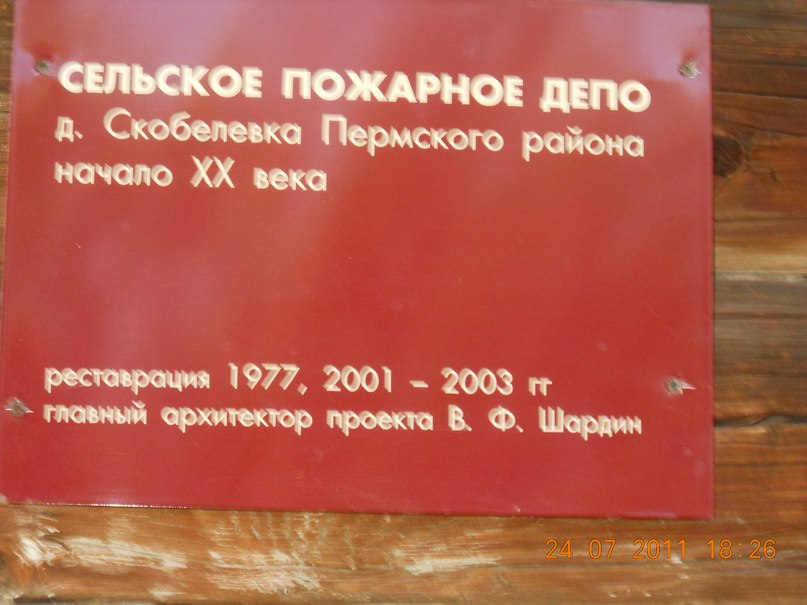 СЕЛЬСКОЕ ПОЖАРНОЕ ДЕПО
д. Скобелевка Пермского района
начало XX века
реставрация 1977, 2001 – 2003 гг
главный архитектор проекта В. Ф. Шардин
24.07.2011 18:26